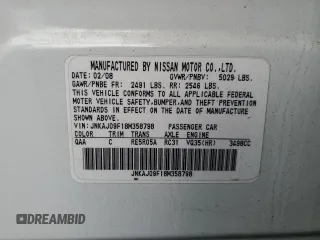 MANUFACTURED BY NISSAN MOTOR CO.,LTD.
DATE: 02/08 GVWR/PNBV: 5029 LBS.
GAWR/PNBE FR: 2491 LBS RR: 2546 LBS.
THIS VEHICLE CONFORMS TO ALL APPLICABLE FEDERAL
MOTOR VEHICLE SAFETY,BUMPER,AND THEFT PREVENTION
STANDARDS IN EFFECT ON THE DATE OF MANUFACTURE
SHOWN ABOVE.
VIN: JNKAJ09F18M358798 PASSENGER CAR
COLOR TRIM TRANS AXLE ENGINE
QAA C RE5R05A RC31 VQ35(HR) 3498CC
JNKAJ09F18M358798
DISCOVERCARZ.COM